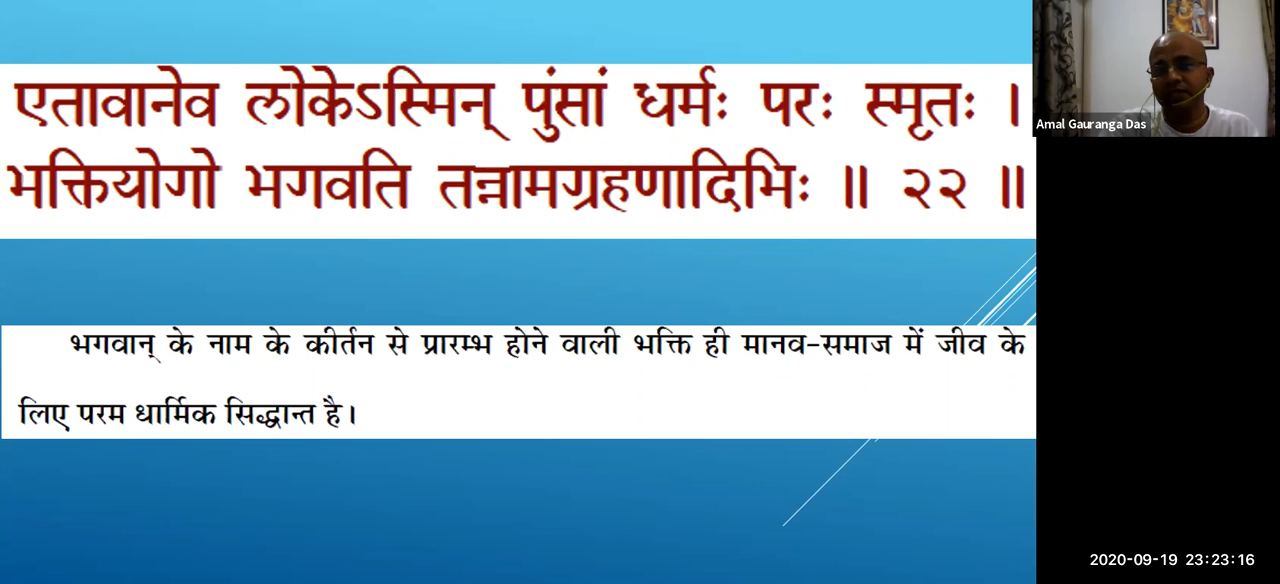 एतावानेव लोकेऽस्मिन् पुंसां धर्मः परः स्मृतः ।
भक्तियोगो भगवति तन्नामग्रहणादिभिः ॥ २२ ॥
भगवान् के नाम के कीर्तन से प्रारम्भ होने वाली भक्ति ही मानव-समाज में जीव के
लिए परम धार्मिक सिद्धान्त है।
Amal Gauranga Das
2020-09-19 23:23:16